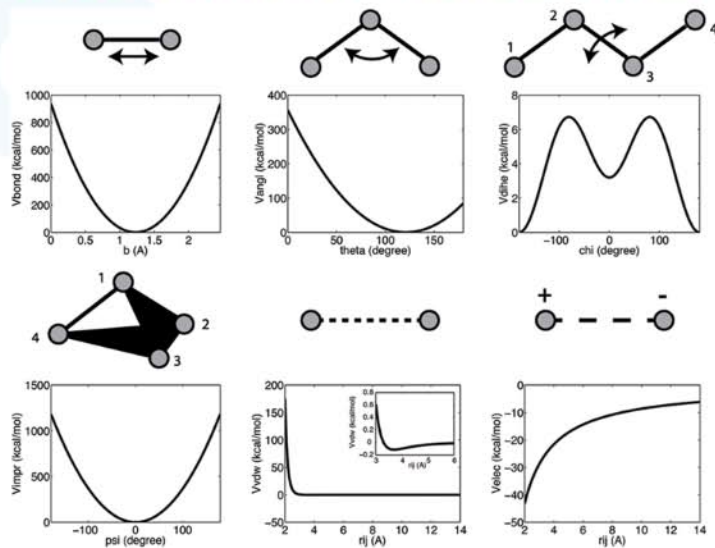 2
4
1
3
1000
800
600
400
200
0
Vbond (kcal/mol)
0 0.5 1 1.5 2
b (A)
400
300
200
100
0
Vangl (kcal/mol)
0 50 100 150
theta (degree)
8
6
4
2
0
Vdihe (kcal/mol)
−100 0 100
chi (degree)
1
4
2
3
+ -
1500
1000
500
0
Vimpr (kcal/mol)
−100 0 100
psi (degree)
200
150
100
50
0
−50
Vvdw (kcal/mol)
2 4 6 8 10 12 14
rij (A)
0.8
0.6
0.4
0.2
0
−0.2
Vvdw (kcal/mol)
3 4 5 6
rij (A)
0
−10
−20
−30
−40
−50
Velec (kcal/mol)
2 4 6 8 10 12 14
rij (A)